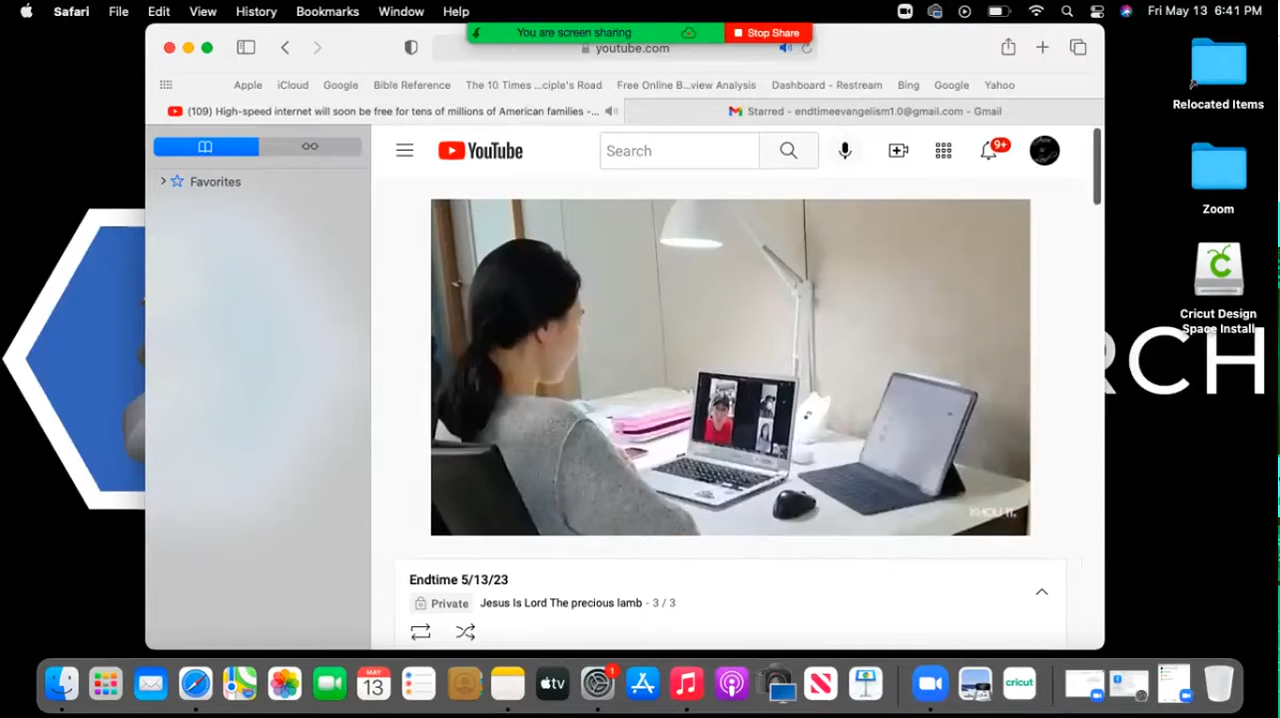 Safari File Edit View History Bookmarks Window Help Fri May 13 6:41 PM
You are screen sharing Stop Share
youtube.com
Apple iCloud Google Bible Reference The 10 Times ...ciple's Road Free Online B...view Analysis Dashboard - Restream Bing Google Yahoo
(109) High-speed internet will soon be free for tens of millions of American families -... Starred - endtimeevangelism1.0@gmail.com - Gmail
YouTube Search 9+
Favorites
Relocated Items
Zoom
Cricut Design
Space Install
RCH
KHOU 11.
Endtime 5/13/23
Private Jesus Is Lord The precious lamb - 3 / 3
MAY
13
tv
1
cricut